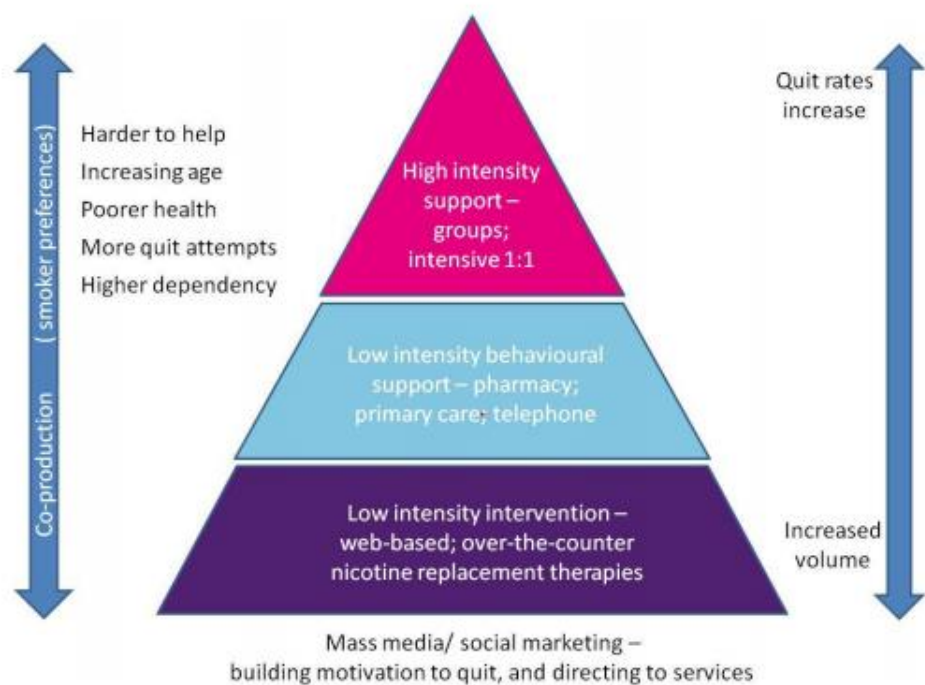 Quit rates
increase
Harder to help
Increasing age
Poorer health
More quit attempts
Higher dependency
Co-production ( smoker preferences)
High intensity
support –
groups;
intensive 1:1
Low intensity behavioural
support – pharmacy;
primary care; telephone
Low intensity intervention –
web-based; over-the-counter
nicotine replacement therapies
Increased
volume
Mass media/ social marketing –
building motivation to quit, and directing to services